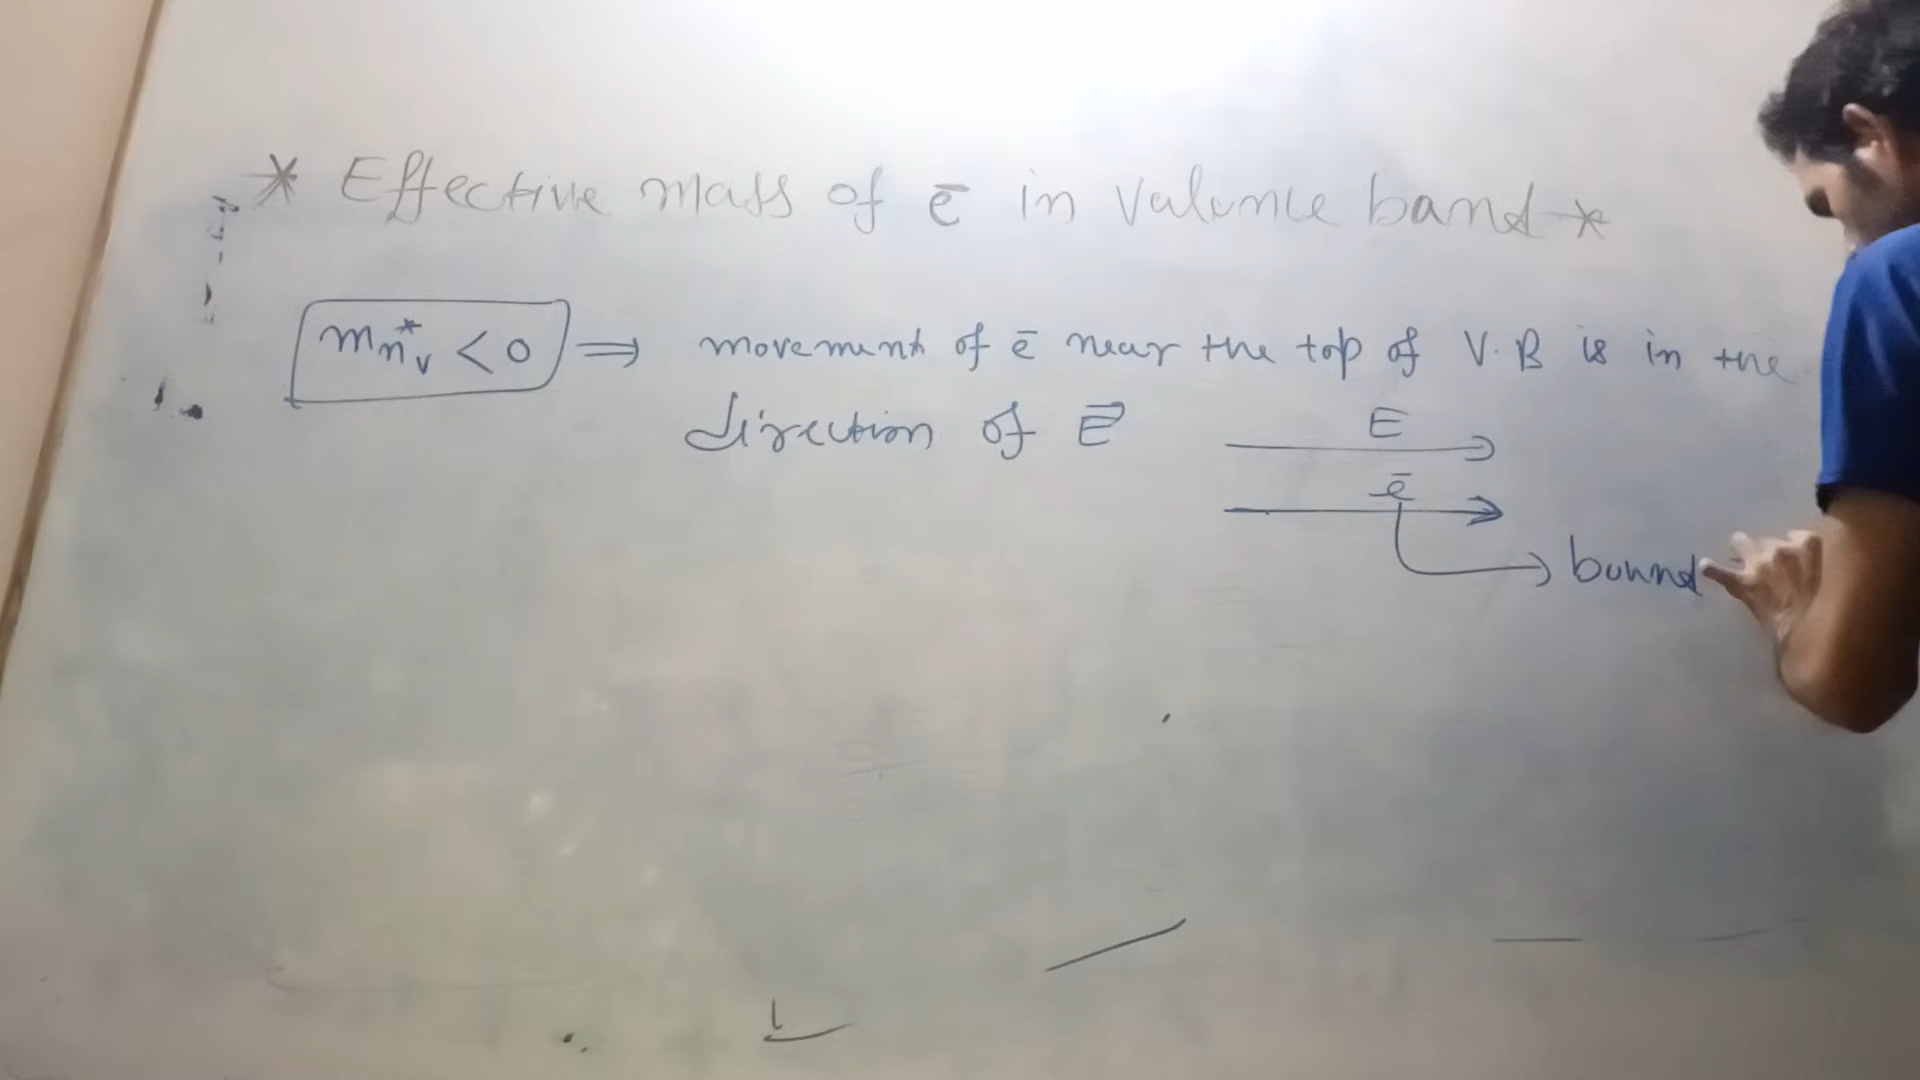 * Effective mass of e̅ in Valence band *
mₙ*ᵥ < 0 ⇒ movement of e̅ near the top of V.B is in the
direction of E⃗
E
e̅
bound